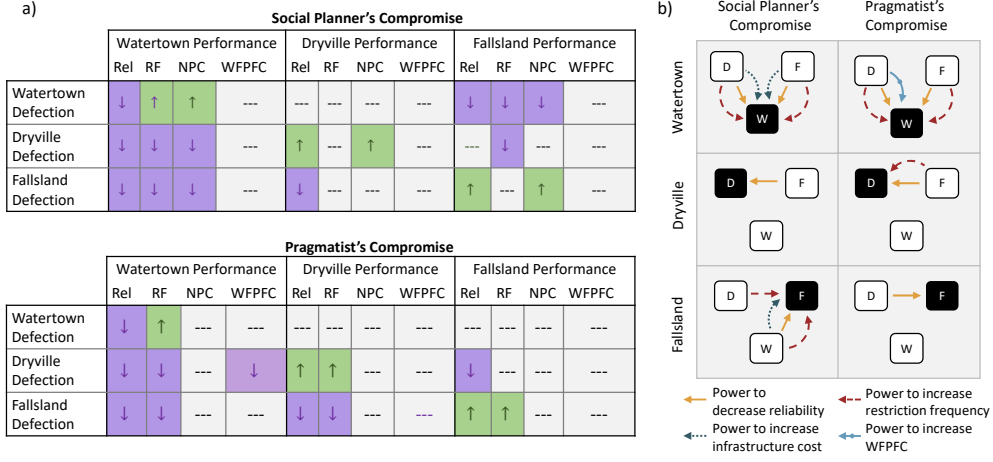 a)
Social Planner's Compromise
Watertown Performance Dryville Performance Fallsland Performance
Rel RF NPC WFPFC Rel RF NPC WFPFC Rel RF NPC WFPFC
Watertown
Defection
↓ ↑ ↑ --- --- --- --- --- ↓ ↓ ↓ ---
Dryville
Defection
↓ ↓ ↓ --- ↑ --- ↑ --- --- ↓ --- ---
Fallsland
Defection
↓ ↓ ↓ --- ↓ --- --- --- ↑ --- ↑ ---
Pragmatist's Compromise
Watertown Performance Dryville Performance Fallsland Performance
Rel RF NPC WFPFC Rel RF NPC WFPFC Rel RF NPC WFPFC
Watertown
Defection
↓ ↑ --- --- --- --- --- --- --- --- --- ---
Dryville
Defection
↓ ↓ --- ↓ ↑ ↑ --- --- ↓ --- --- ---
Fallsland
Defection
↓ ↓ --- --- ↓ ↓ --- --- ↑ ↑ --- ---
b)
Social Planner's
Compromise
Pragmatist's
Compromise
Watertown
D F
W
D F
W
Dryville
D F
W
D F
W
Fallsland
D F
W
D F
W
Power to
decrease reliability
Power to increase
restriction frequency
Power to increase
infrastructure cost
Power to increase
WFPFC